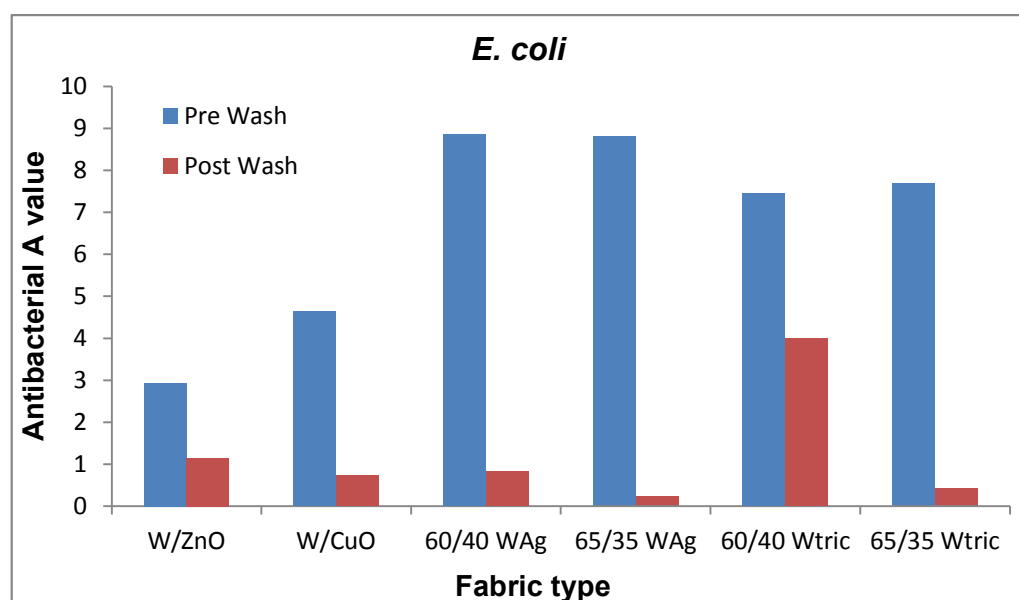 E. coli
10
9
8
7
6
5
4
3
2
1
0
Pre Wash
Post Wash
Antibacterial A value
W/ZnO W/CuO 60/40 WAg 65/35 WAg 60/40 Wtric 65/35 Wtric
Fabric type